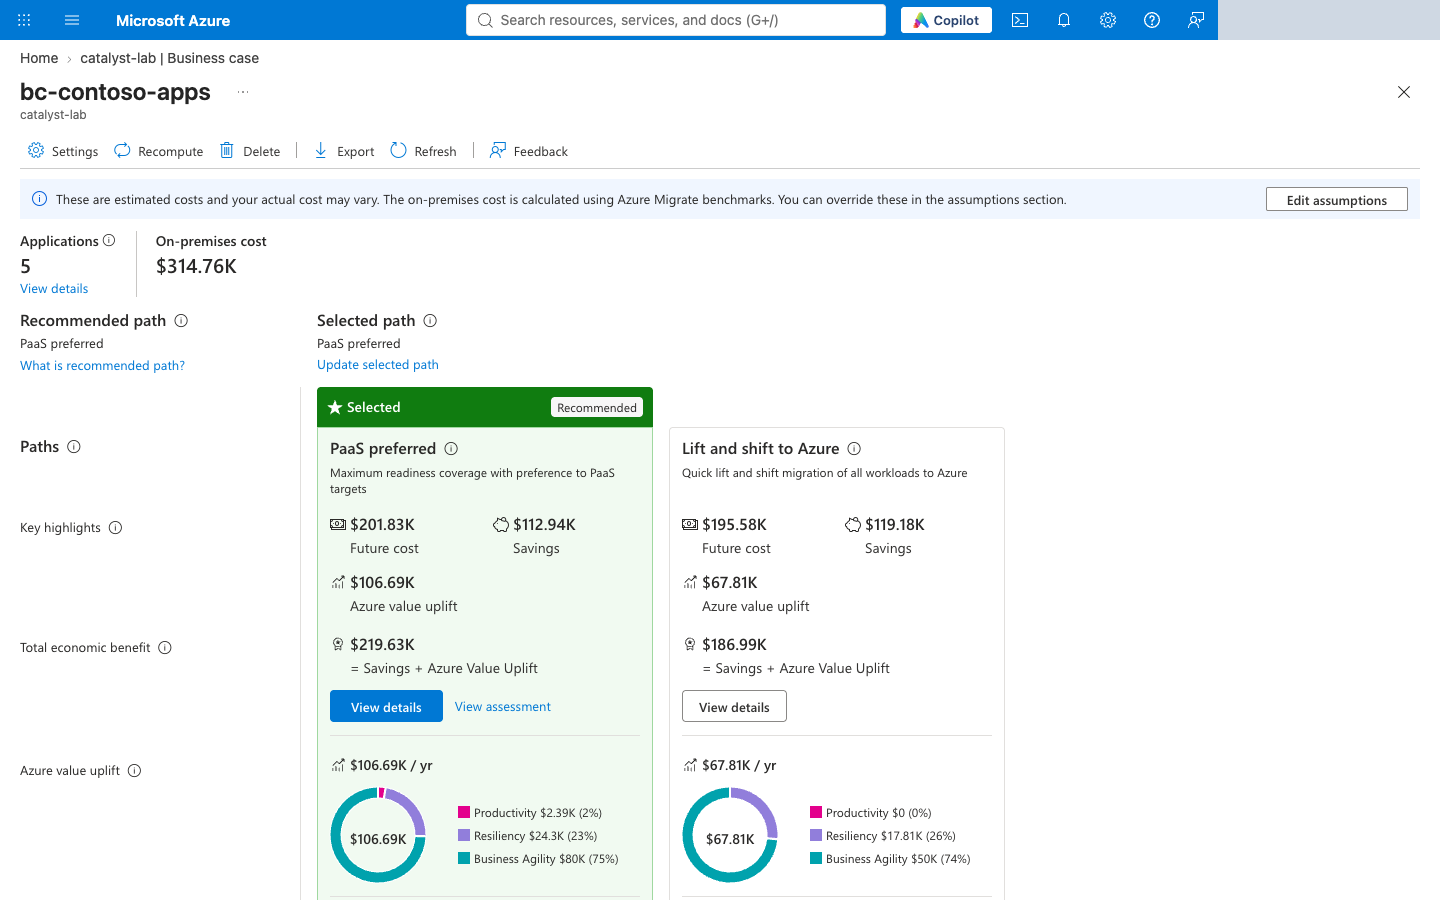 Microsoft Azure
Search resources, services, and docs (G+/)
Copilot
Home > catalyst-lab | Business case
bc-contoso-apps ...
catalyst-lab
Settings Recompute Delete | Export Refresh | Feedback
These are estimated costs and your actual cost may vary. The on-premises cost is calculated using Azure Migrate benchmarks. You can override these in the assumptions section.
Edit assumptions
Applications
5
View details
On-premises cost
$314.76K
Recommended path
PaaS preferred
What is recommended path?
Selected path
PaaS preferred
Update selected path
Selected
Recommended
Paths
Key highlights
Total economic benefit
Azure value uplift
PaaS preferred
Maximum readiness coverage with preference to PaaS
targets
$201.83K
Future cost
$112.94K
Savings
$106.69K
Azure value uplift
$219.63K
= Savings + Azure Value Uplift
View details
View assessment
$106.69K / yr
$106.69K
Productivity $2.39K (2%)
Resiliency $24.3K (23%)
Business Agility $80K (75%)
Lift and shift to Azure
Quick lift and shift migration of all workloads to Azure
$195.58K
Future cost
$119.18K
Savings
$67.81K
Azure value uplift
$186.99K
= Savings + Azure Value Uplift
View details
$67.81K / yr
$67.81K
Productivity $0 (0%)
Resiliency $17.81K (26%)
Business Agility $50K (74%)